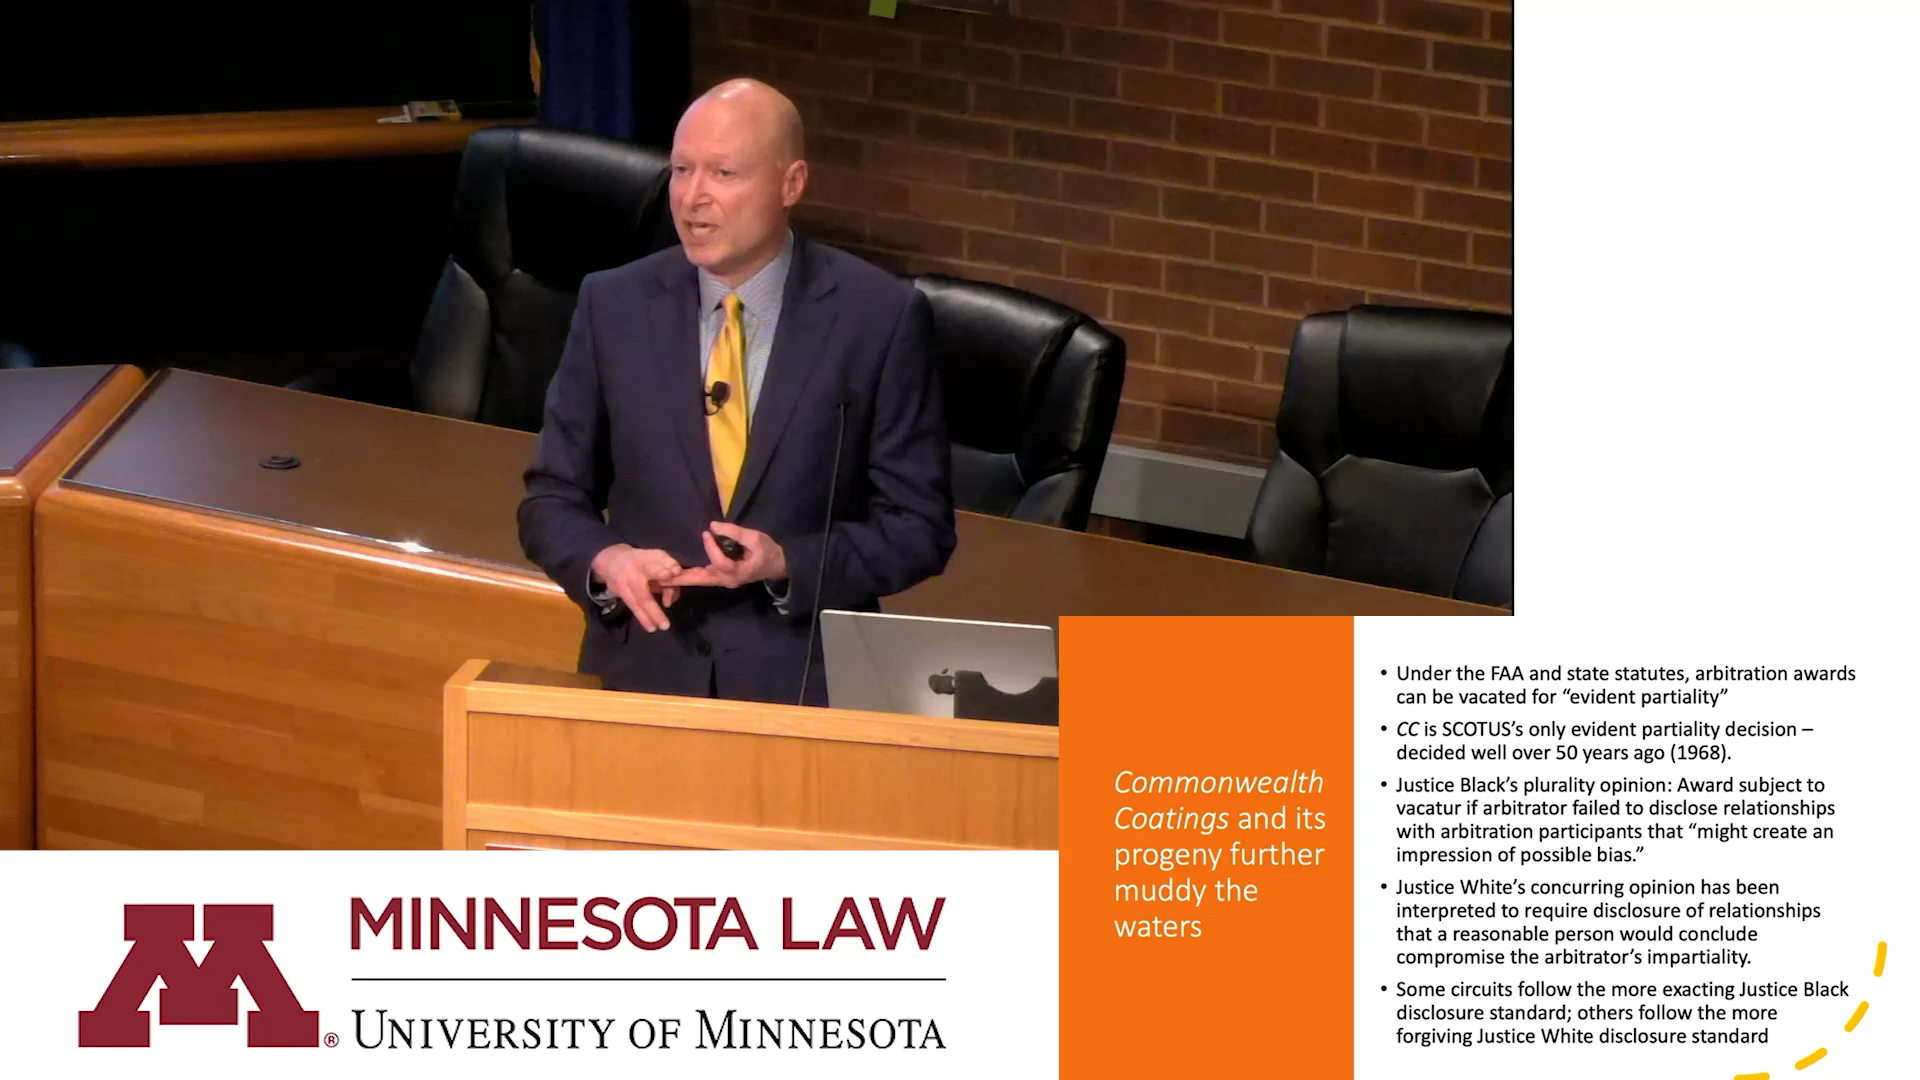 Commonwealth
Coatings and its
progeny further
muddy the
waters
• Under the FAA and state statutes, arbitration awards
can be vacated for “evident partiality”
• CC is SCOTUS’s only evident partiality decision –
decided well over 50 years ago (1968).
• Justice Black’s plurality opinion: Award subject to
vacatur if arbitrator failed to disclose relationships
with arbitration participants that “might create an
impression of possible bias.”
• Justice White’s concurring opinion has been
interpreted to require disclosure of relationships
that a reasonable person would conclude
compromise the arbitrator’s impartiality.
• Some circuits follow the more exacting Justice Black
disclosure standard; others follow the more
forgiving Justice White disclosure standard
M®
MINNESOTA LAW
UNIVERSITY OF MINNESOTA